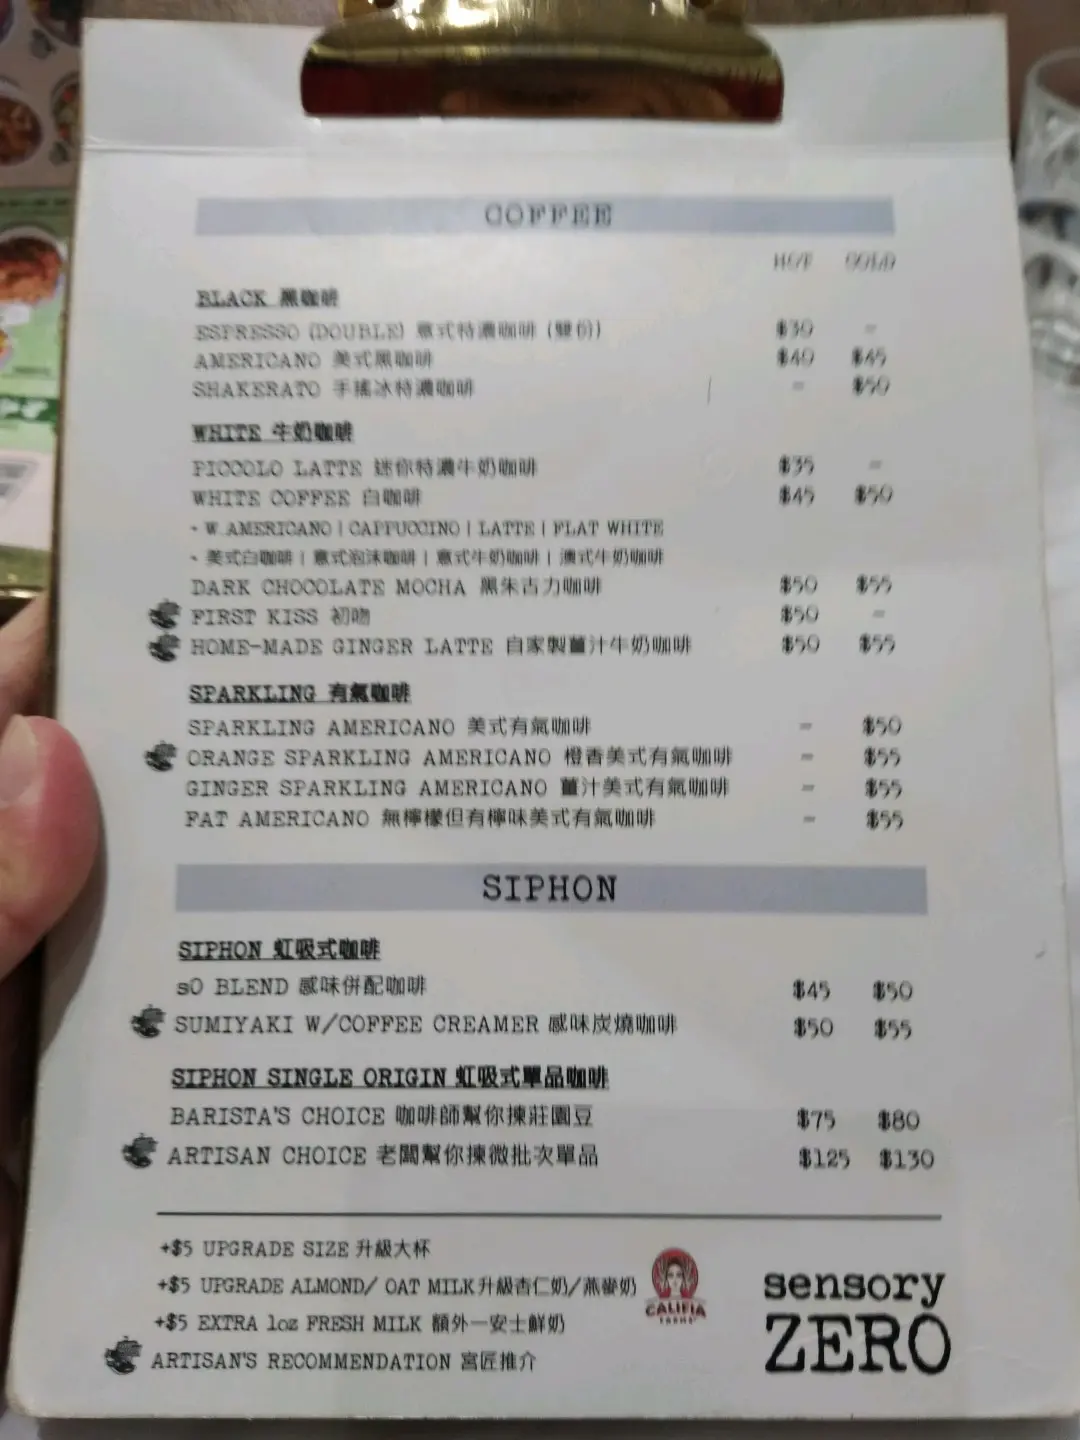 COFFEE
HOT COLD
BLACK 黑咖啡
ESPRESSO (DOUBLE) 意式特濃咖啡 (雙份) $30 -
AMERICANO 美式黑咖啡 $40 $45
SHAKERATO 手搖冰特濃咖啡 - $50
WHITE 牛奶咖啡
PICCOLO LATTE 迷你特濃牛奶咖啡 $35 -
WHITE COFFEE 白咖啡 $45 $50
- W.AMERICANO | CAPPUCCINO | LATTE | FLAT WHITE
- 美式白咖啡 | 意式泡沫咖啡 | 意式牛奶咖啡 | 澳式牛奶咖啡
DARK CHOCOLATE MOCHA 黑朱古力咖啡 $50 $55
FIRST KISS 初吻 $50 -
HOME-MADE GINGER LATTE 自家製薑汁牛奶咖啡 $50 $55
SPARKLING 有氣咖啡
SPARKLING AMERICANO 美式有氣咖啡 - $50
ORANGE SPARKLING AMERICANO 橙香美式有氣咖啡 - $55
GINGER SPARKLING AMERICANO 薑汁美式有氣咖啡 - $55
FAT AMERICANO 無檸檬但有檸味美式有氣咖啡 - $55
SIPHON
SIPHON 虹吸式咖啡
sO BLEND 感味併配咖啡 $45 $50
SUMIYAKI W/COFFEE CREAMER 感味炭燒咖啡 $50 $55
SIPHON SINGLE ORIGIN 虹吸式單品咖啡
BARISTA'S CHOICE 咖啡師幫你揀莊園豆 $75 $80
ARTISAN CHOICE 老闆幫你揀微批次單品 $125 $130
+$5 UPGRADE SIZE 升級大杯
+$5 UPGRADE ALMOND/ OAT MILK 升級杏仁奶/燕麥奶
+$5 EXTRA 1oz FRESH MILK 額外一安士鮮奶
ARTISAN'S RECOMMENDATION 宮匠推介
CALIFIA
FARMS
sensory
ZERO